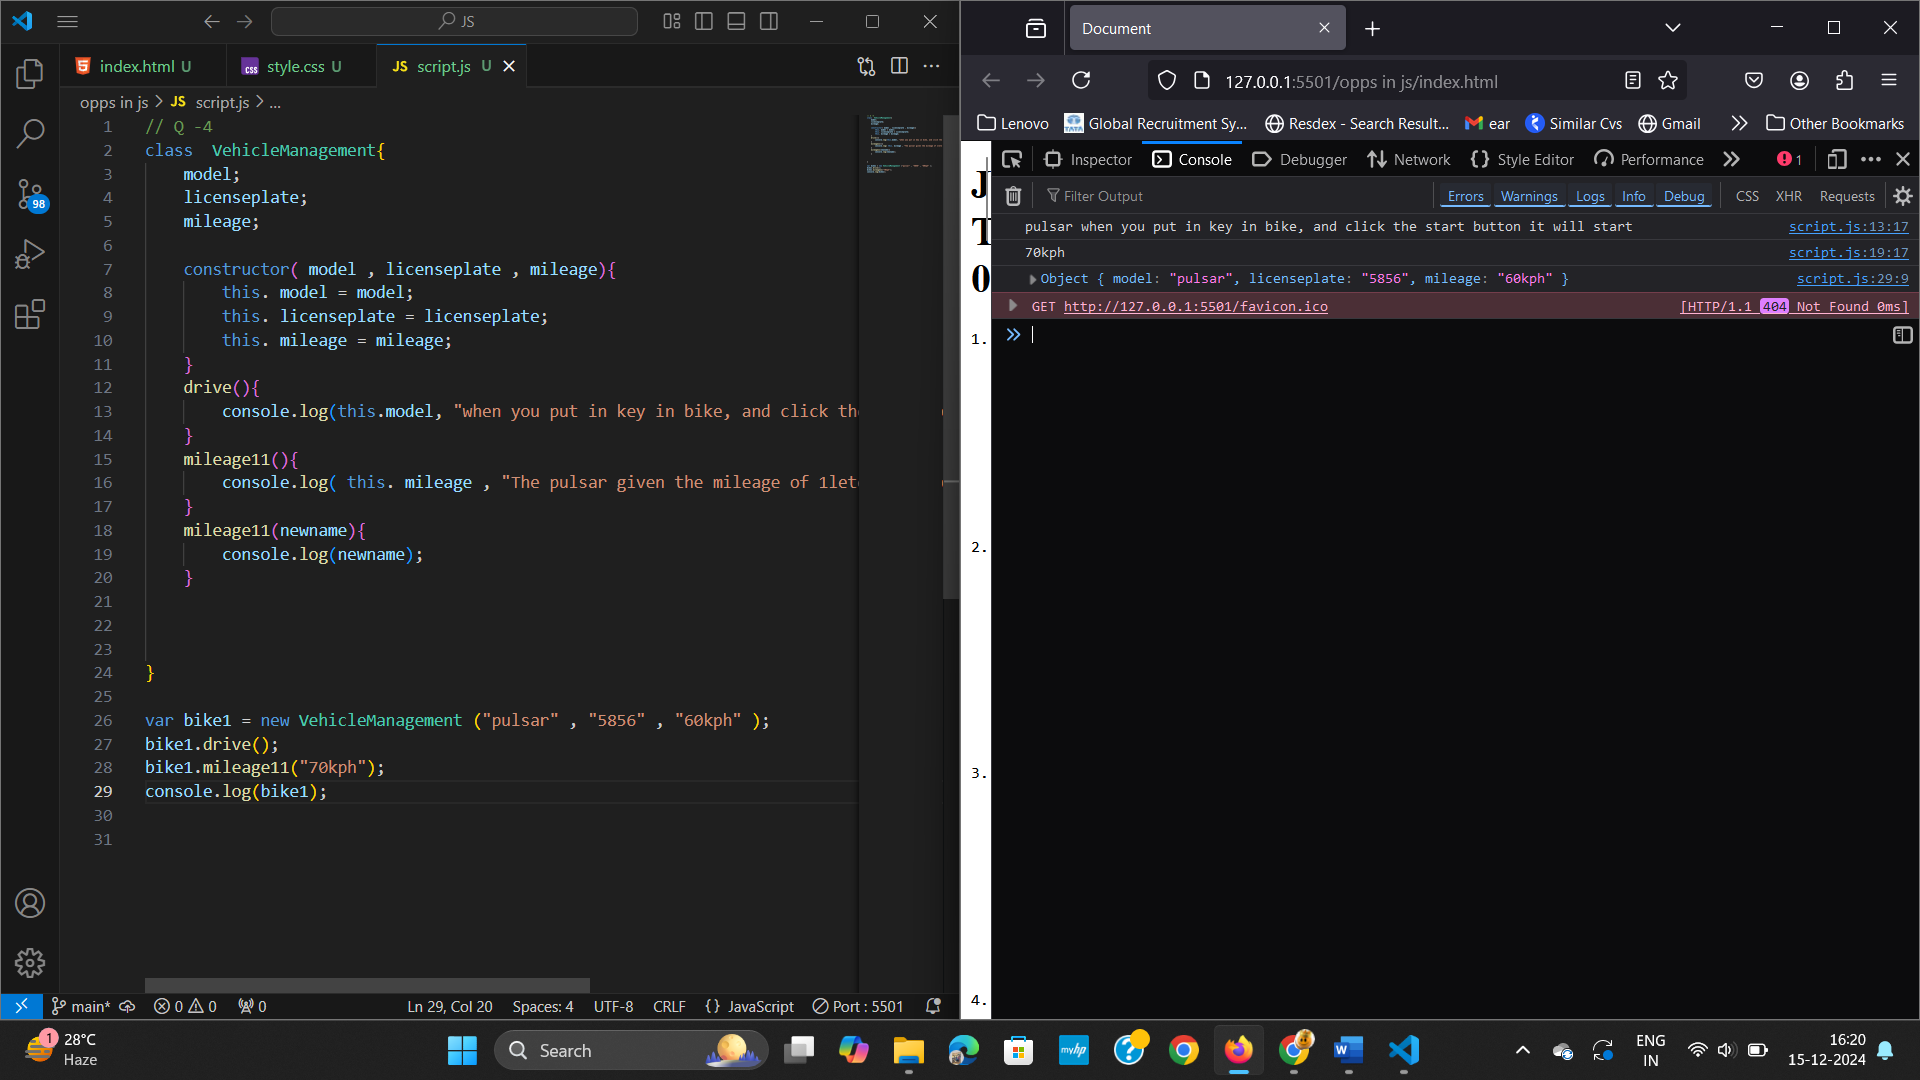 JS
index.html U
style.css U
JS script.js U
opps in js > JS script.js > ...
1 // Q -4
2 class  VehicleManagement{
3     model;
4     licenseplate;
5     mileage;
6
7     constructor( model , licenseplate , mileage){
8         this. model = model;
9         this. licenseplate = licenseplate;
10         this. mileage = mileage;
11     }
12     drive(){
13         console.log(this.model, "when you put in key in bike, and click the
14     }
15     mileage11(){
16         console.log( this. mileage , "The pulsar given the mileage of 1lete
17     }
18     mileage11(newname){
19         console.log(newname);
20     }
21
22
23
24 }
25
26 var bike1 = new VehicleManagement ("pulsar" , "5856" , "60kph" );
27 bike1.drive();
28 bike1.mileage11("70kph");
29 console.log(bike1);
30
31
98
main* 0 0 0 Ln 29, Col 20 Spaces: 4 UTF-8 CRLF {} JavaScript Port : 5501
Document
127.0.0.1:5501/opps in js/index.html
Lenovo TATA Global Recruitment Sy... Resdex - Search Result... ear Similar Cvs Gmail Other Bookmarks
Inspector Console Debugger Network Style Editor Performance 1
Filter Output Errors Warnings Logs Info Debug CSS XHR Requests
pulsar when you put in key in bike, and click the start button it will start script.js:13:17
70kph script.js:19:17
Object { model: "pulsar", licenseplate: "5856", mileage: "60kph" } script.js:29:9
GET http://127.0.0.1:5501/favicon.ico [HTTP/1.1 404 Not Found 0ms]
J
T
0
1.
2.
3.
4.
1 28°C
Haze
Search
myhp
ENG
IN
16:20
15-12-2024